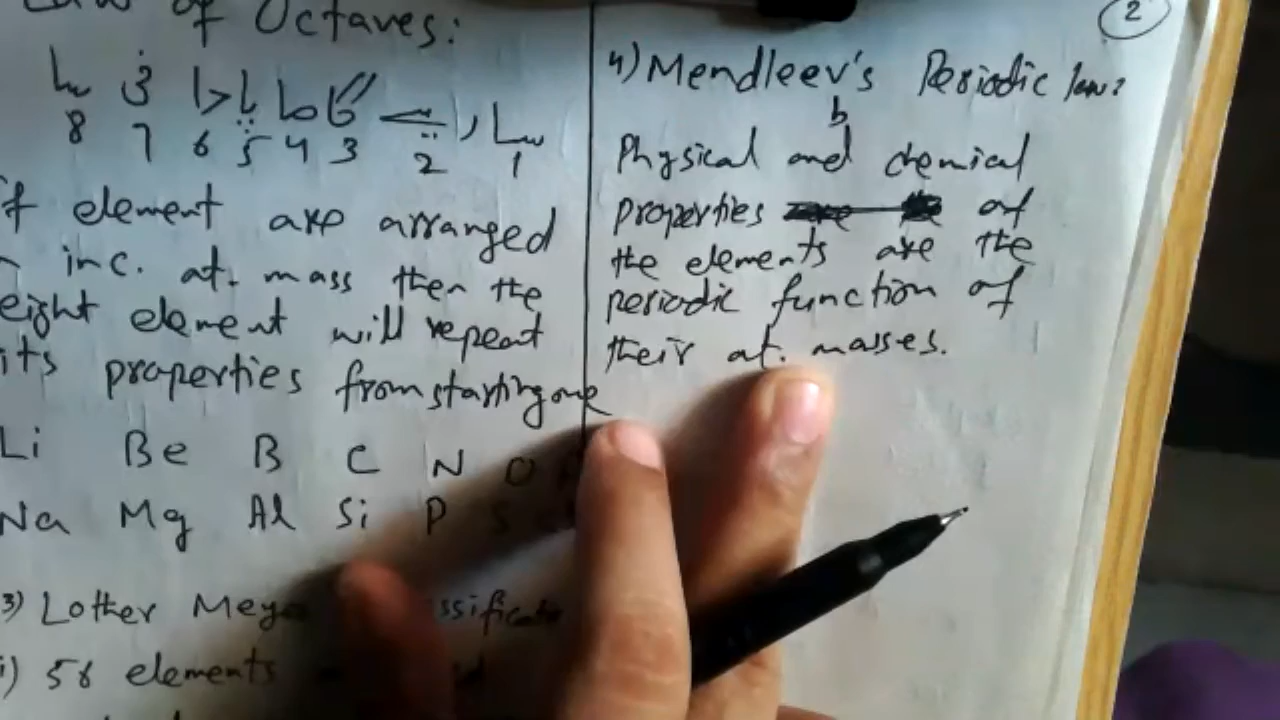 Law of Octaves:
8 7 6 5 4 3 2 1
if element are arranged
inc. at. mass then the
eight element will repeat
its properties from starting one
Li Be B C N O
Na Mg Al Si P S
3) Lother Meye
i) 56 elements
2
4) Mendleev's Periodic law:
Physical and chemical
properties of
the elements are the
periodic function of
their at. masses.